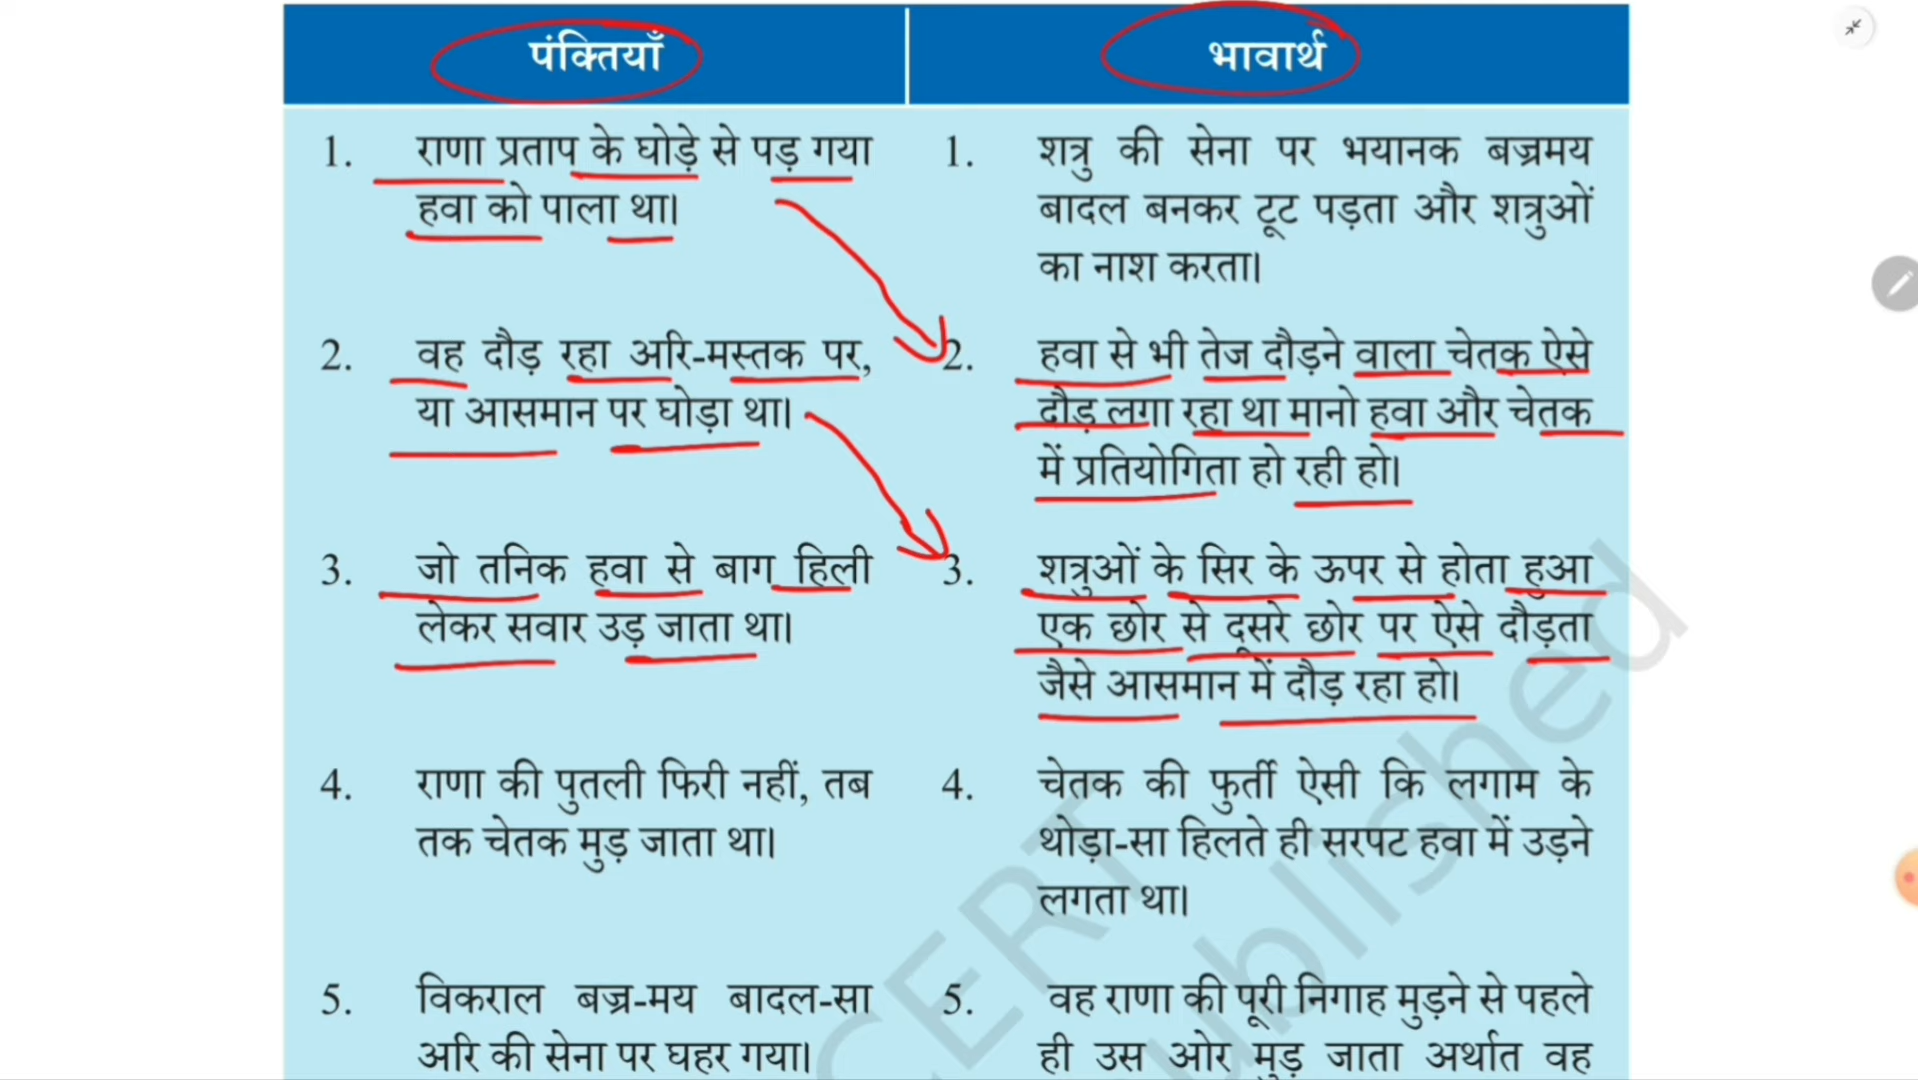 पंक्तियाँ
भावार्थ
1. राणा प्रताप के घोड़े से पड़ गया
हवा को पाला था।
2. वह दौड़ रहा अरि-मस्तक पर,
या आसमान पर घोड़ा था।
3. जो तनिक हवा से बाग हिली
लेकर सवार उड़ जाता था।
4. राणा की पुतली फिरी नहीं, तब
तक चेतक मुड़ जाता था।
5. विकराल बज्र-मय बादल-सा
अरि की सेना पर घहर गया।
1. शत्रु की सेना पर भयानक बज्रमय
बादल बनकर टूट पड़ता और शत्रुओं
का नाश करता।
2. हवा से भी तेज दौड़ने वाला चेतक ऐसे
दौड़ लगा रहा था मानो हवा और चेतक
में प्रतियोगिता हो रही हो।
3. शत्रुओं के सिर के ऊपर से होता हुआ
एक छोर से दूसरे छोर पर ऐसे दौड़ता
जैसे आसमान में दौड़ रहा हो।
4. चेतक की फुर्ती ऐसी कि लगाम के
थोड़ा-सा हिलते ही सरपट हवा में उड़ने
लगता था।
5. वह राणा की पूरी निगाह मुड़ने से पहले
ही उस ओर मुड़ जाता अर्थात वह
CERT
ublished